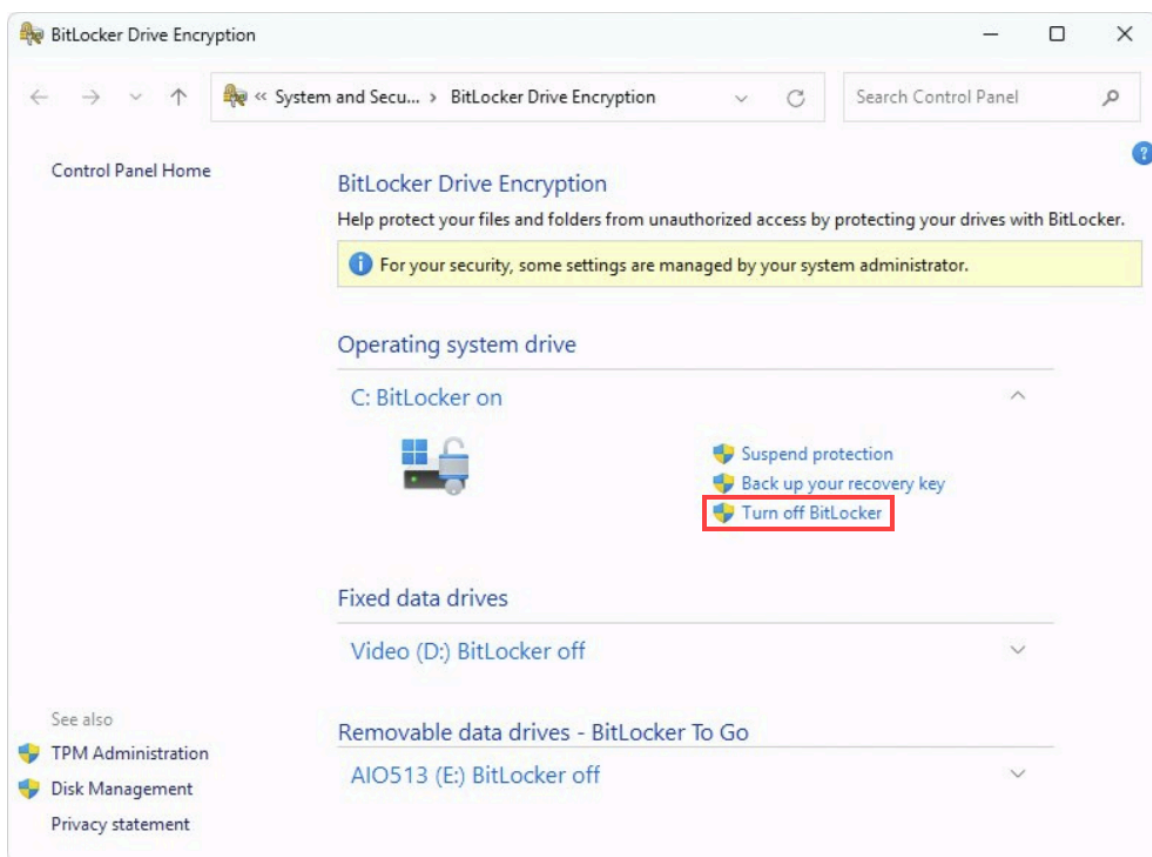 BitLocker Drive Encryption
« System and Secu... › BitLocker Drive Encryption
Search Control Panel
?
Control Panel Home
BitLocker Drive Encryption
Help protect your files and folders from unauthorized access by protecting your drives with BitLocker.
For your security, some settings are managed by your system administrator.
Operating system drive
C: BitLocker on
Suspend protection
Back up your recovery key
Turn off BitLocker
Fixed data drives
Video (D:) BitLocker off
Removable data drives - BitLocker To Go
AIO513 (E:) BitLocker off
See also
TPM Administration
Disk Management
Privacy statement